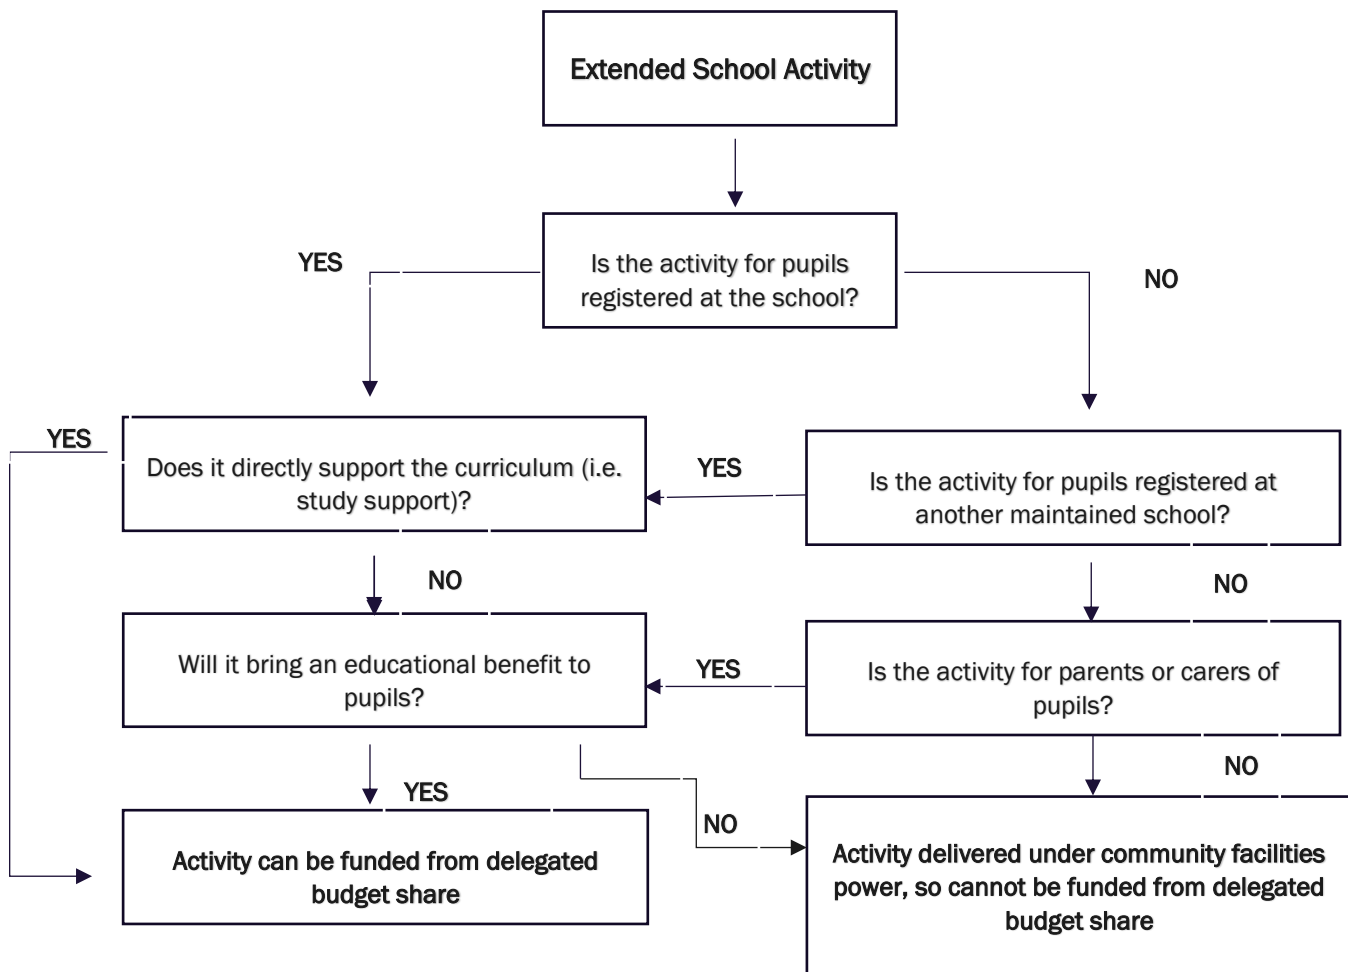 Extended School Activity
YES
Is the activity for pupils
registered at the school?
NO
YES
Does it directly support the curriculum (i.e.
study support)?
YES
Is the activity for pupils registered at
another maintained school?
NO
NO
Will it bring an educational benefit to
pupils?
YES
Is the activity for parents or carers of
pupils?
YES
NO
NO
Activity can be funded from delegated
budget share
Activity delivered under community facilities
power, so cannot be funded from delegated
budget share